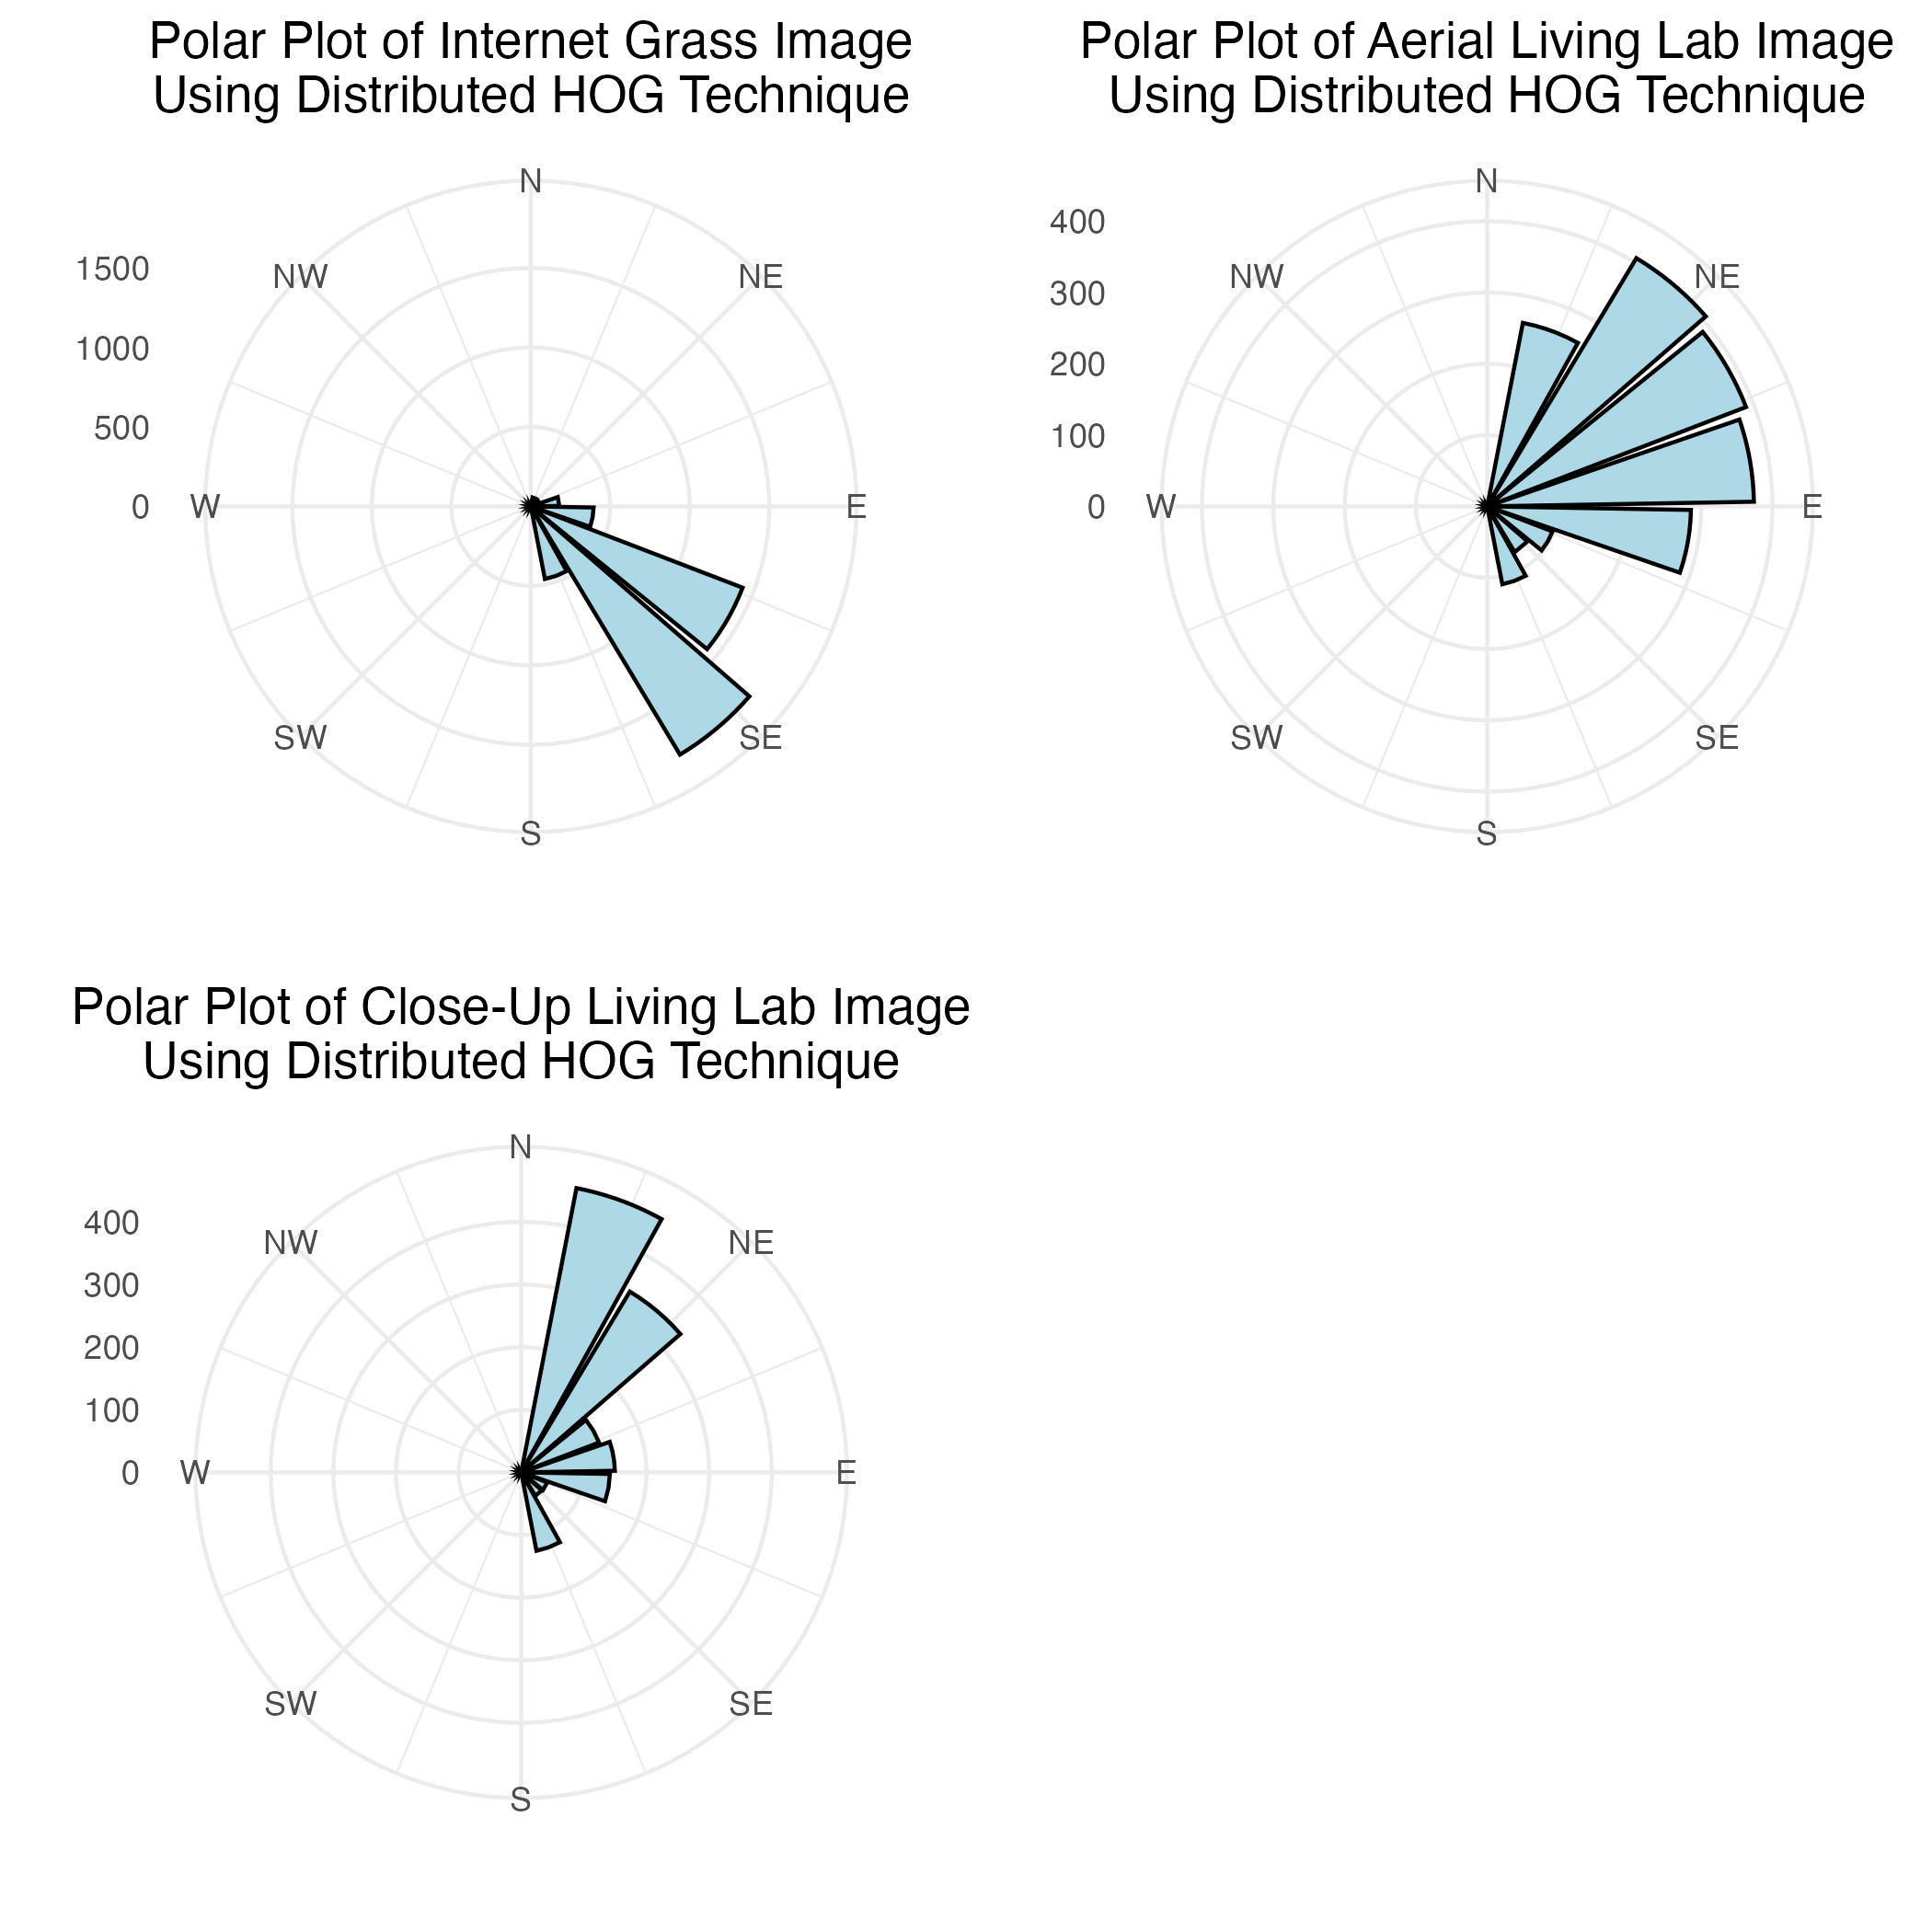 Polar Plot of Internet Grass Image
Using Distributed HOG Technique
N
NE
E
SE
S
SW
W
NW
1500
1000
500
0
Polar Plot of Aerial Living Lab Image
Using Distributed HOG Technique
N
NE
E
SE
S
SW
W
NW
400
300
200
100
0
Polar Plot of Close-Up Living Lab Image
Using Distributed HOG Technique
N
NE
E
SE
S
SW
W
NW
400
300
200
100
0